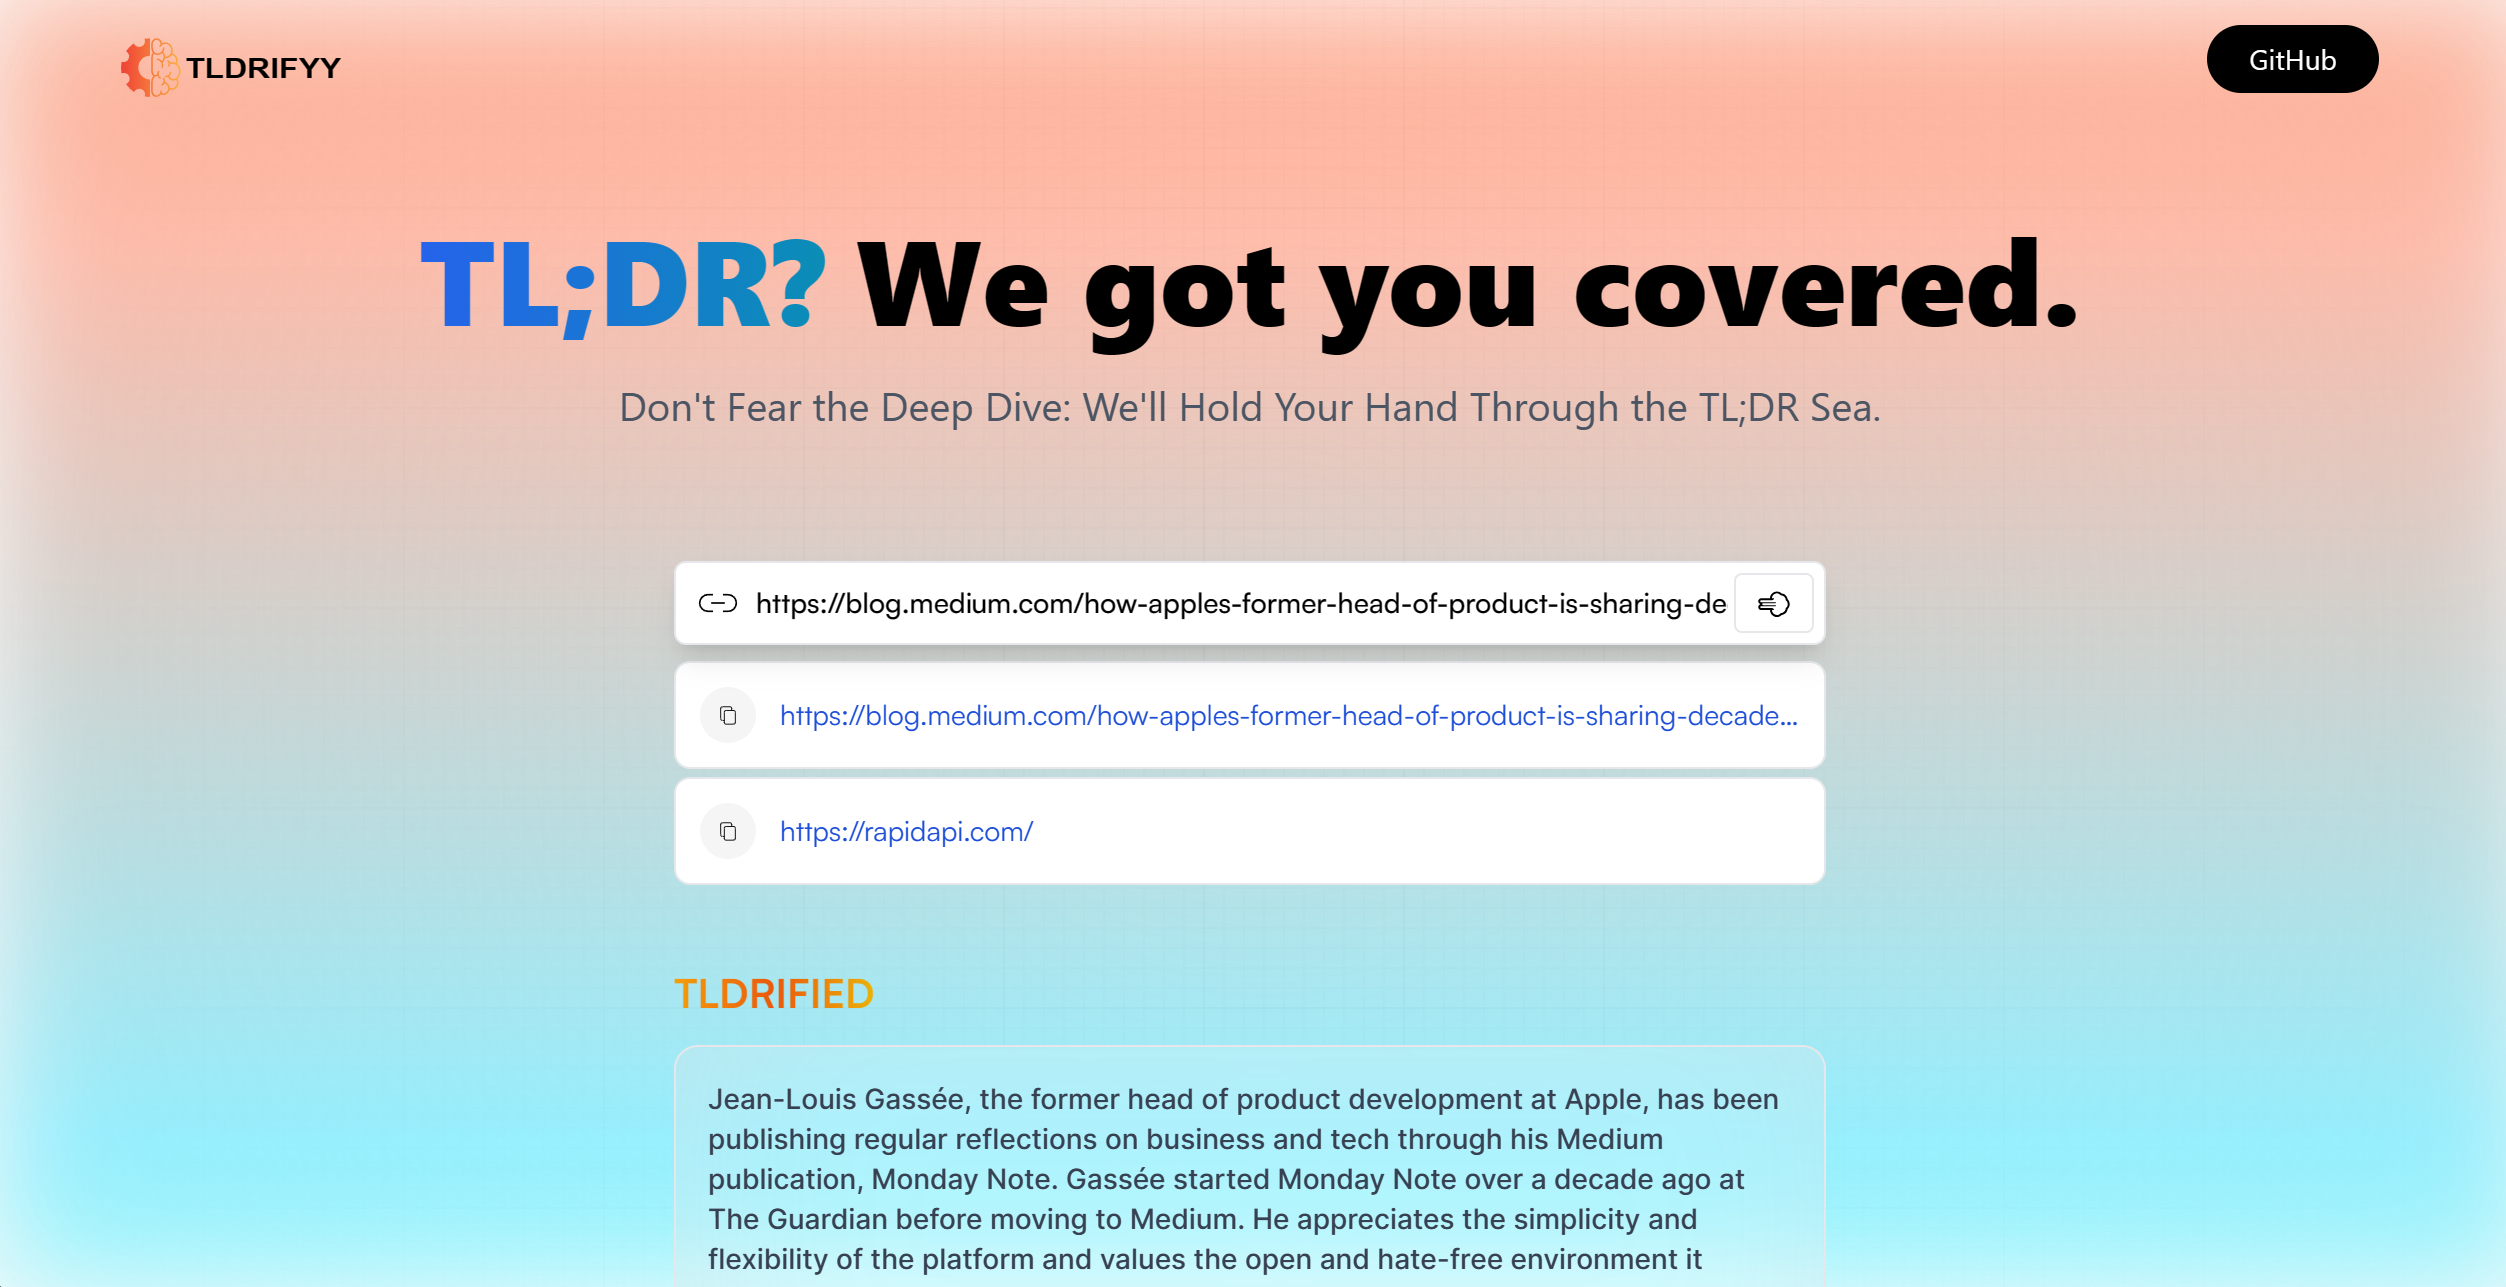 TLDRIFYY
GitHub
TL;DR? We got you covered.
Don't Fear the Deep Dive: We'll Hold Your Hand Through the TL;DR Sea.
https://blog.medium.com/how-apples-former-head-of-product-is-sharing-de
https://blog.medium.com/how-apples-former-head-of-product-is-sharing-decade...
https://rapidapi.com/
TLDRIFIED
Jean-Louis Gassée, the former head of product development at Apple, has been
publishing regular reflections on business and tech through his Medium
publication, Monday Note. Gassée started Monday Note over a decade ago at
The Guardian before moving to Medium. He appreciates the simplicity and
flexibility of the platform and values the open and hate-free environment it